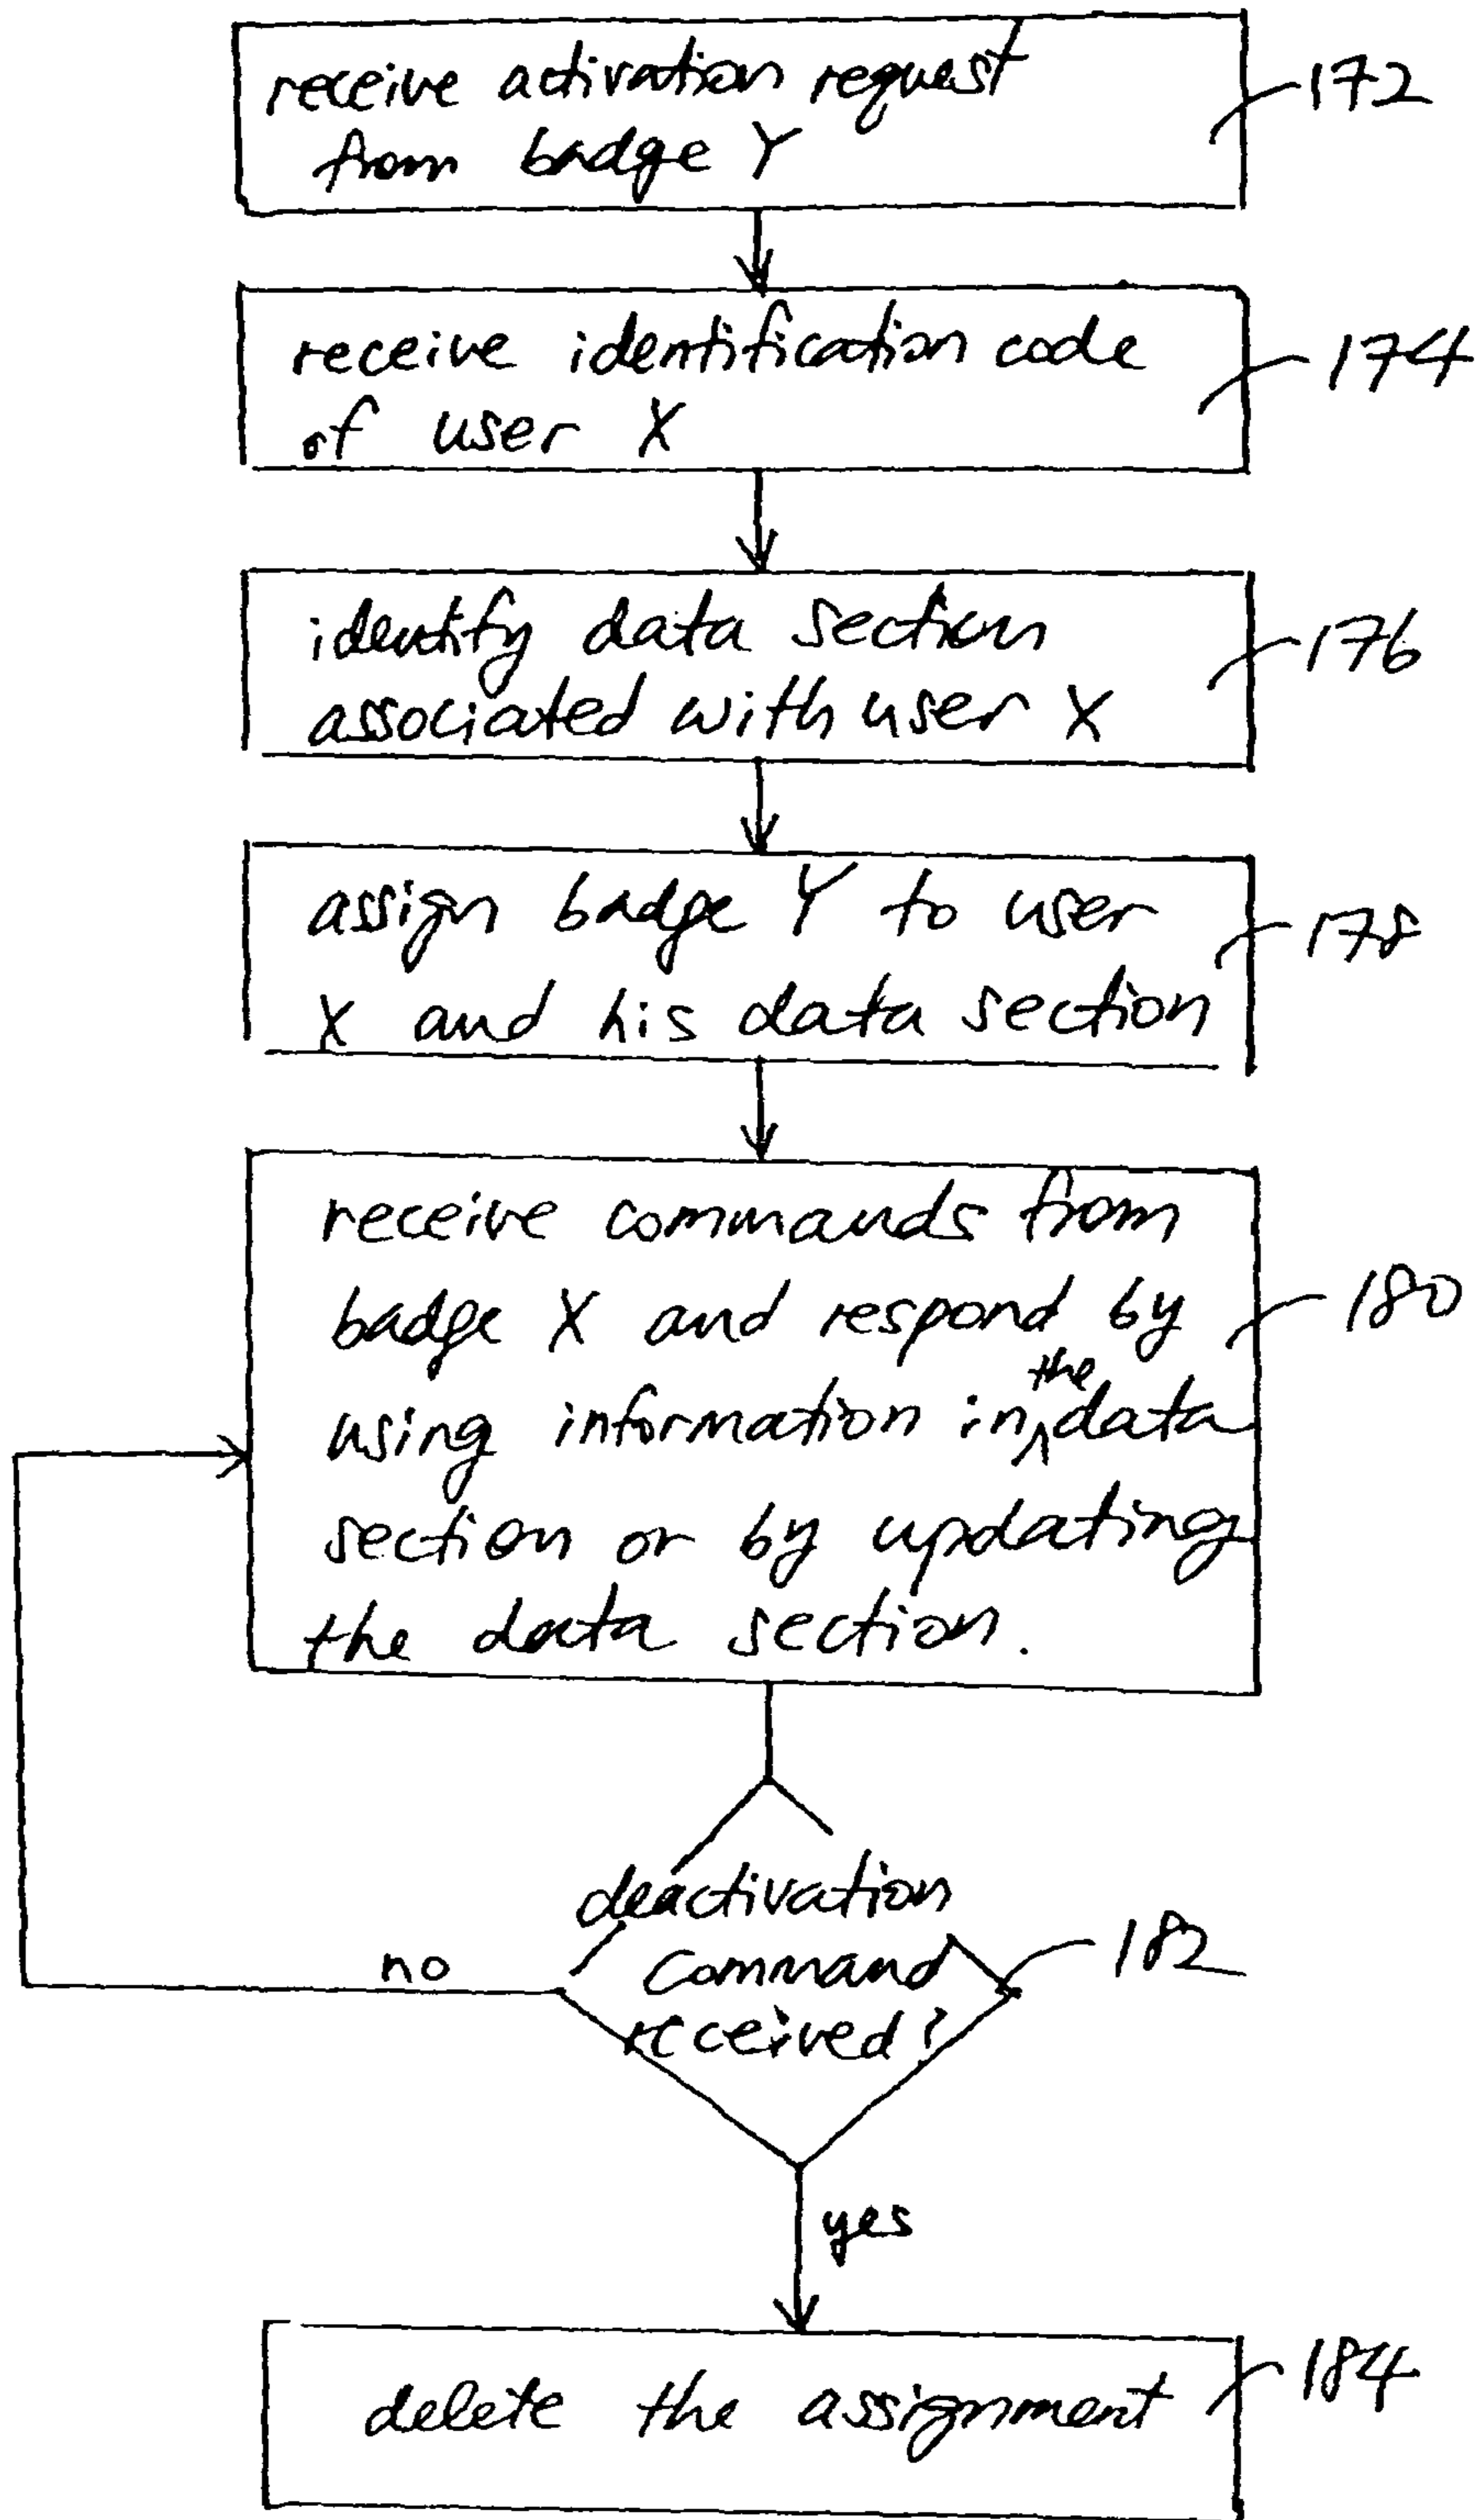 receive activation request
from badge Y
172
receive identification code
of user X
174
identify data section
associated with user X
176
assign badge Y to user
X and his data section
178
receive commands from
badge X and respond by
using information in the data
section or by updating
the data section.
180
deactivation
command
received?
182
no
yes
delete the assignment
184